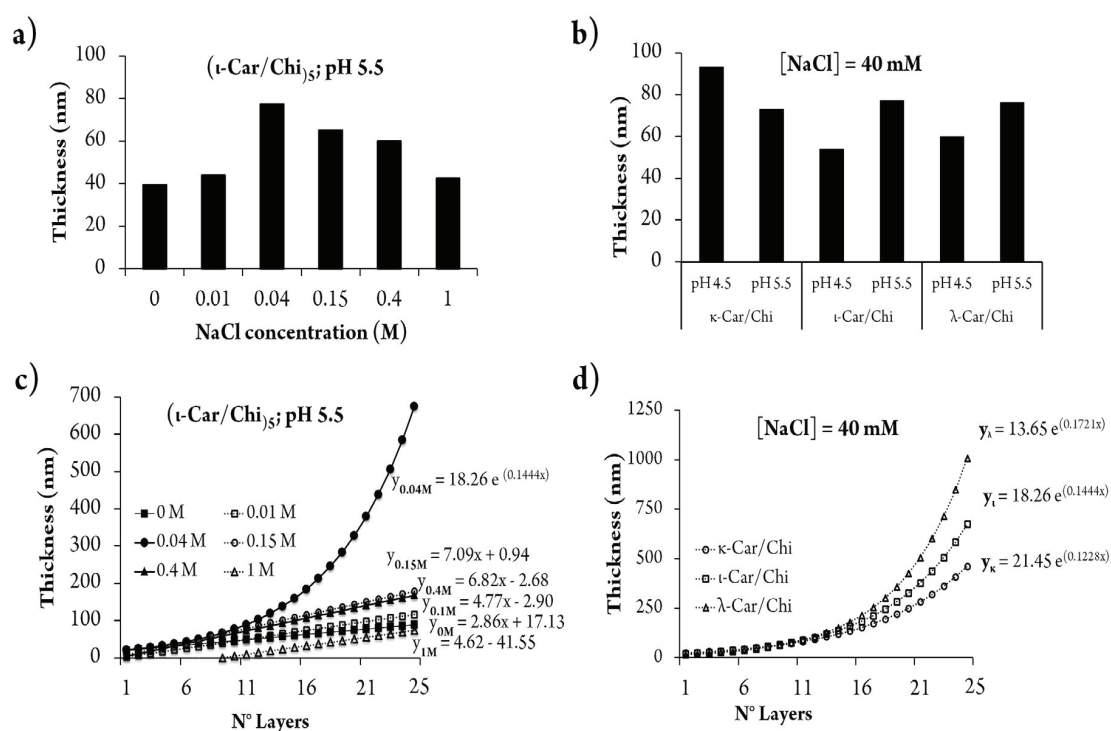 a)
(ι-Car/Chi)5; pH 5.5
Thickness (nm)
100
80
60
40
20
0
0 0.01 0.04 0.15 0.4 1
NaCl concentration (M)
b)
[NaCl] = 40 mM
Thickness (nm)
100
80
60
40
20
0
pH 4.5 pH 5.5 pH 4.5 pH 5.5 pH 4.5 pH 5.5
κ-Car/Chi ι-Car/Chi λ-Car/Chi
c)
(ι-Car/Chi)5; pH 5.5
Thickness (nm)
700
600
500
400
300
200
100
0
y0.04M = 18.26 e (0.1444x)
0 M 0.01 M
0.04 M 0.15 M
0.4 M 1 M
y0.15M = 7.09x + 0.94
y0.4M = 6.82x - 2.68
y0.1M = 4.77x - 2.90
y0M = 2.86x + 17.13
y1M = 4.62 - 41.55
1 6 11 16 21 25
N° Layers
d)
[NaCl] = 40 mM
Thickness (nm)
1250
1000
750
500
250
0
yλ = 13.65 e(0.1721x)
yι = 18.26 e(0.1444x)
yκ = 21.45 e(0.1228x)
κ-Car/Chi
ι-Car/Chi
λ-Car/Chi
1 6 11 16 21 25
N° Layers